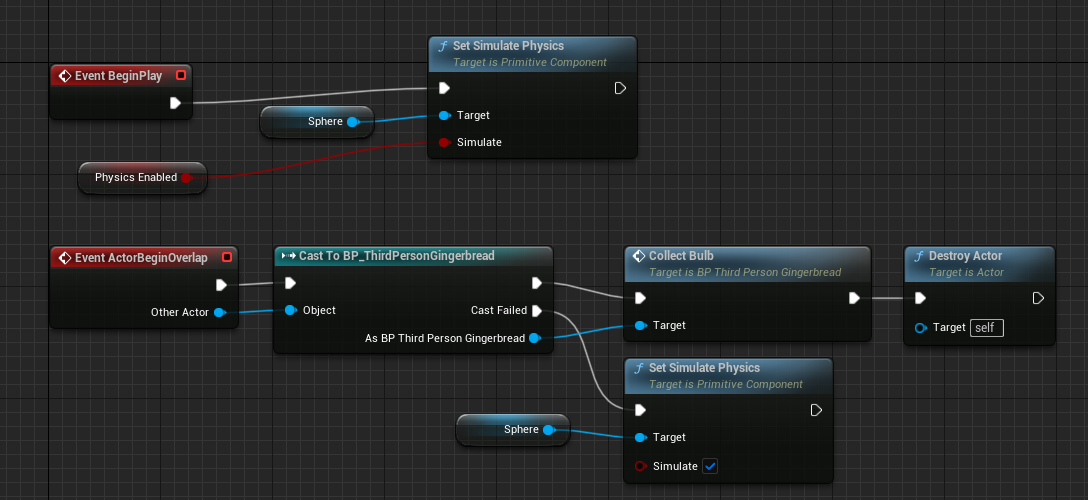 Set Simulate Physics
Target is Primitive Component
Event BeginPlay
Sphere
Target
Simulate
Physics Enabled
Event ActorBeginOverlap
Other Actor
Cast To BP_ThirdPersonGingerbread
Object
Cast Failed
As BP Third Person Gingerbread
Collect Bulb
Target is BP Third Person Gingerbread
Target
Destroy Actor
Target is Actor
Target self
Set Simulate Physics
Target is Primitive Component
Sphere
Target
Simulate